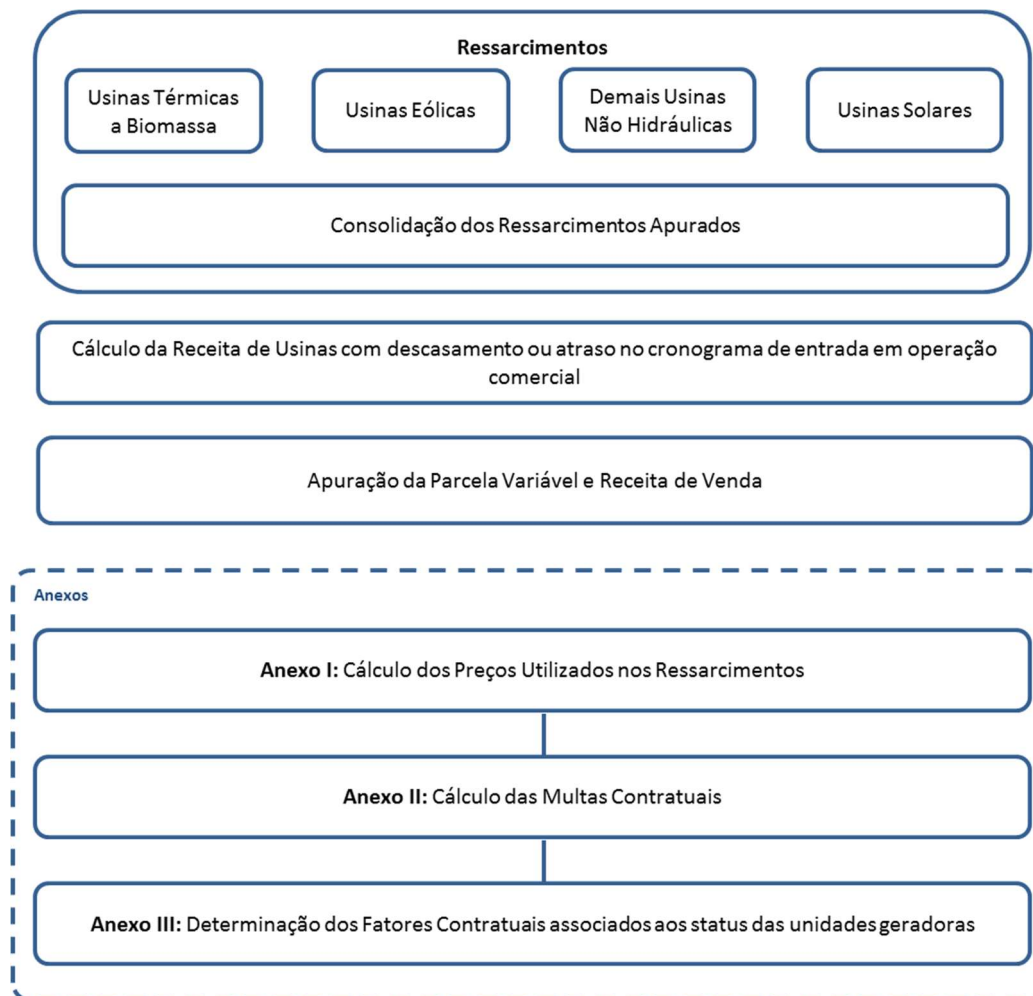 Ressarcimentos
Usinas Térmicas
a Biomassa
Usinas Eólicas
Demais Usinas
Não Hidráulicas
Usinas Solares
Consolidação dos Ressarcimentos Apurados
Cálculo da Receita de Usinas com descasamento ou atraso no cronograma de entrada em operação
comercial
Apuração da Parcela Variável e Receita de Venda
Anexos
Anexo I: Cálculo dos Preços Utilizados nos Ressarcimentos
Anexo II: Cálculo das Multas Contratuais
Anexo III: Determinação dos Fatores Contratuais associados aos status das unidades geradoras